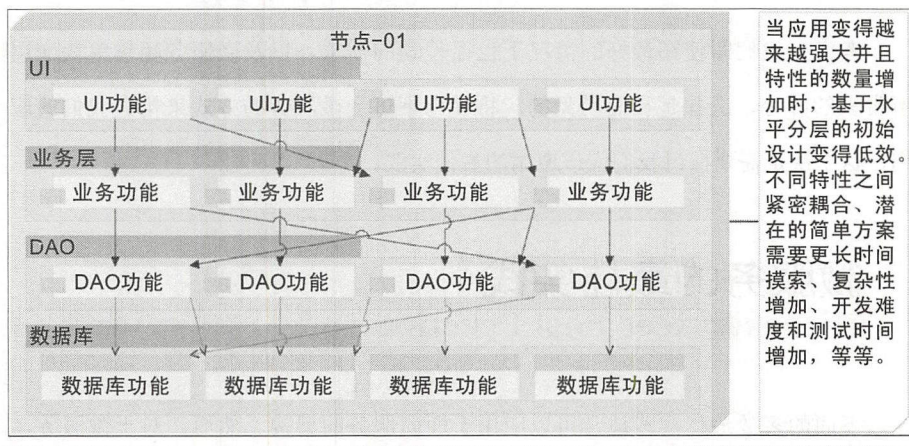 节点-01
UI
UI功能 UI功能 UI功能 UI功能
业务层
业务功能 业务功能 业务功能 业务功能
DAO
DAO功能 DAO功能 DAO功能 DAO功能
数据库
数据库功能 数据库功能 数据库功能 数据库功能
当应用变得越
来越强大并且
特性的数量增
加时，基于水
平分层的初始
设计变得低效。
不同特性之间
紧密耦合、潜
在的简单方案
需要更长时间
摸索、复杂性
增加、开发难
度和测试时间
增加，等等。